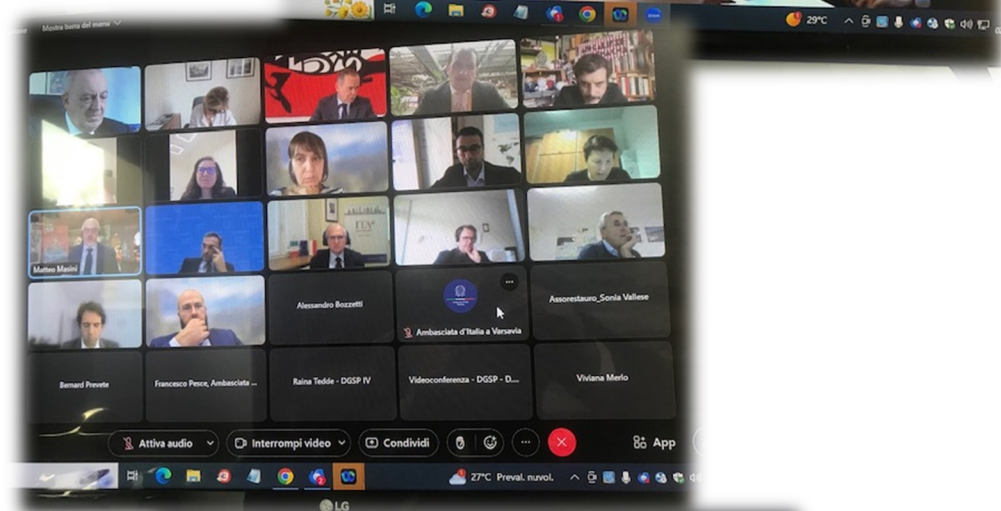 Mostra barra del menu
29°C
ITA
Matteo Masini
Alessandro Bozzetti
Ambasciata d'Italia a Varsavia
Assorestauro_Sonia Vallese
Bernard Prevete
Francesco Pesce, Ambasciata ...
Raina Tedde - DGSP IV
Videoconferenza - DGSP - D...
Viviana Merlo
Attiva audio
Interrompi video
Condividi
App
27°C Preval. nuvol.
LG